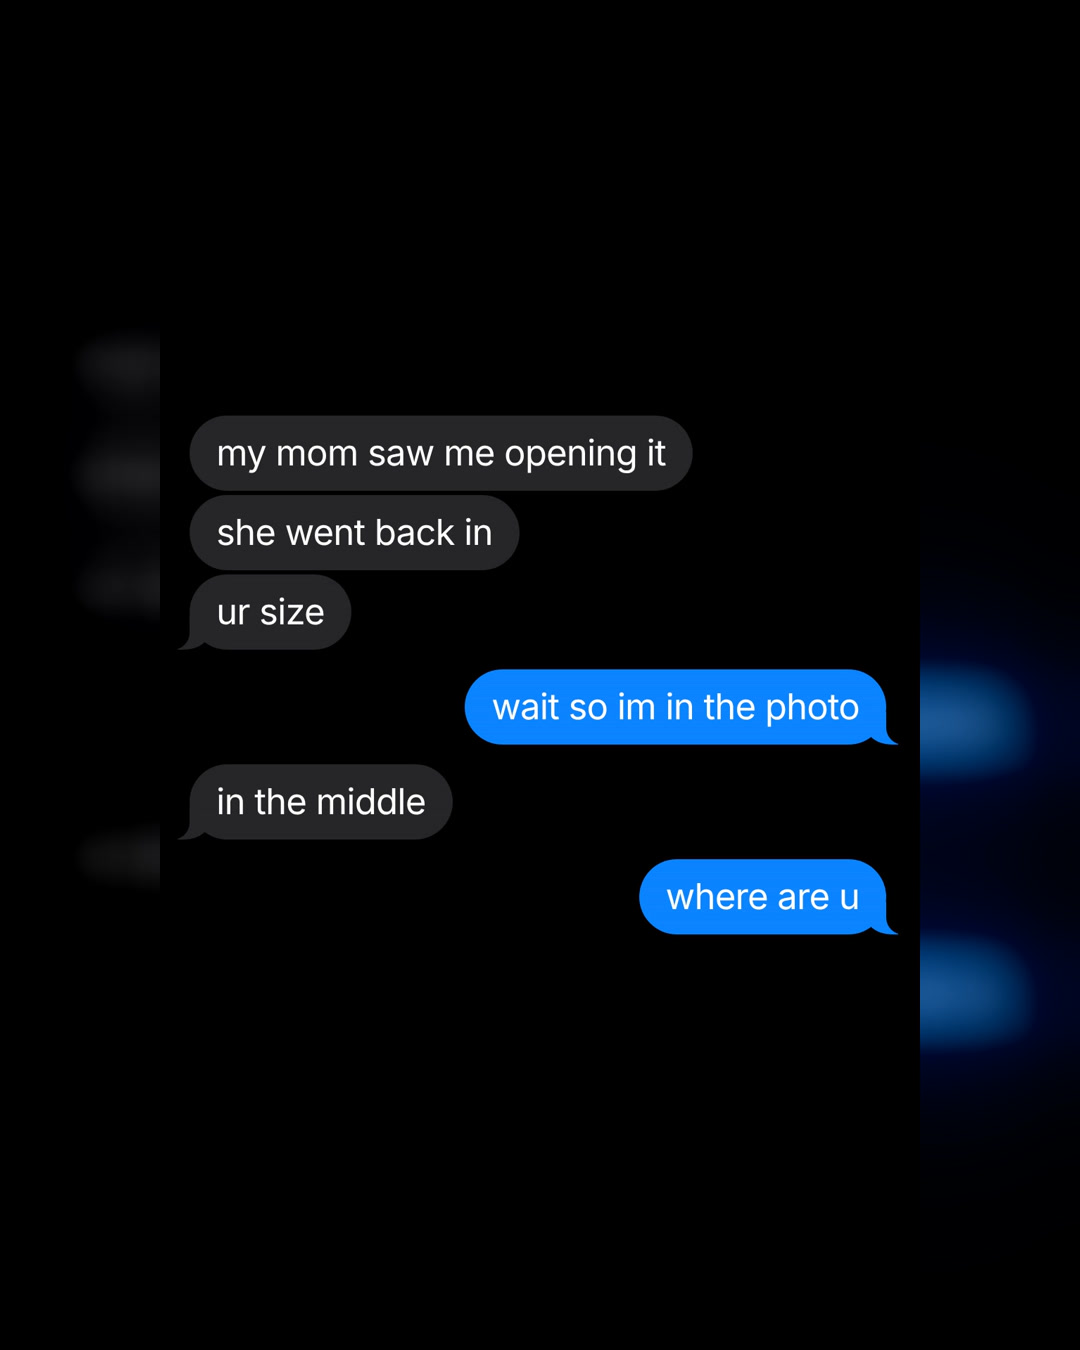 my mom saw me opening it
she went back in
ur size
wait so im in the photo
in the middle
where are u